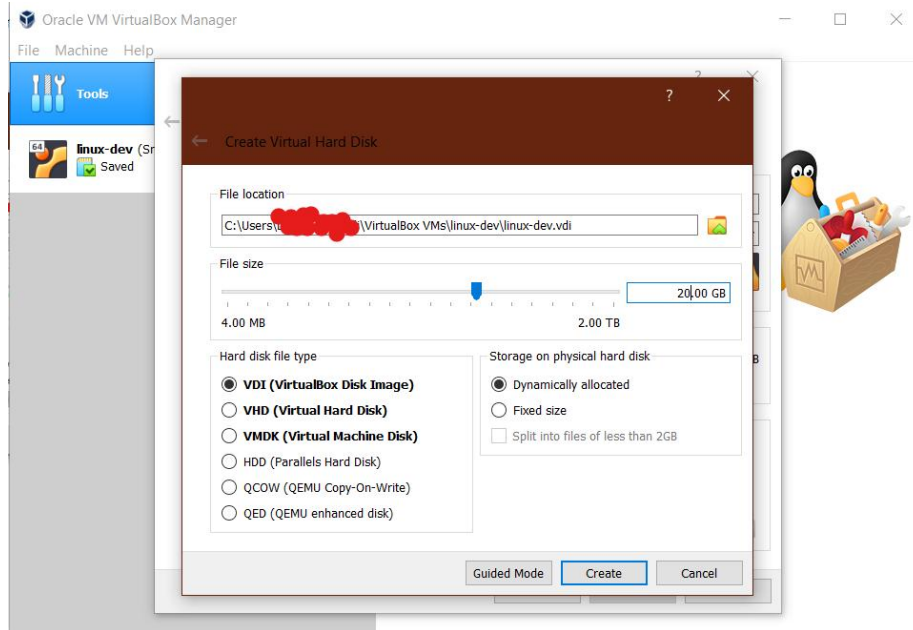 Oracle VM VirtualBox Manager
File Machine Help
?
Tools
?
Create Virtual Hard Disk
64
linux-dev (Sn
Saved
File location
C:\Users\ \VirtualBox VMs\linux-dev\linux-dev.vdi
File size
20.00 GB
4.00 MB 2.00 TB
Hard disk file type
Storage on physical hard disk
B
VDI (VirtualBox Disk Image)
Dynamically allocated
VHD (Virtual Hard Disk)
Fixed size
VMDK (Virtual Machine Disk)
Split into files of less than 2GB
HDD (Parallels Hard Disk)
QCOW (QEMU Copy-On-Write)
QED (QEMU enhanced disk)
Guided Mode Create Cancel